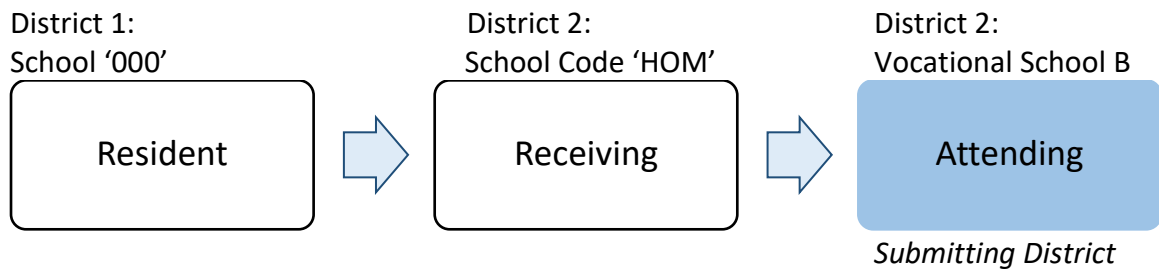 District 1:
School ‘000’
Resident
District 2:
School Code ‘HOM’
Receiving
District 2:
Vocational School B
Attending
Submitting District